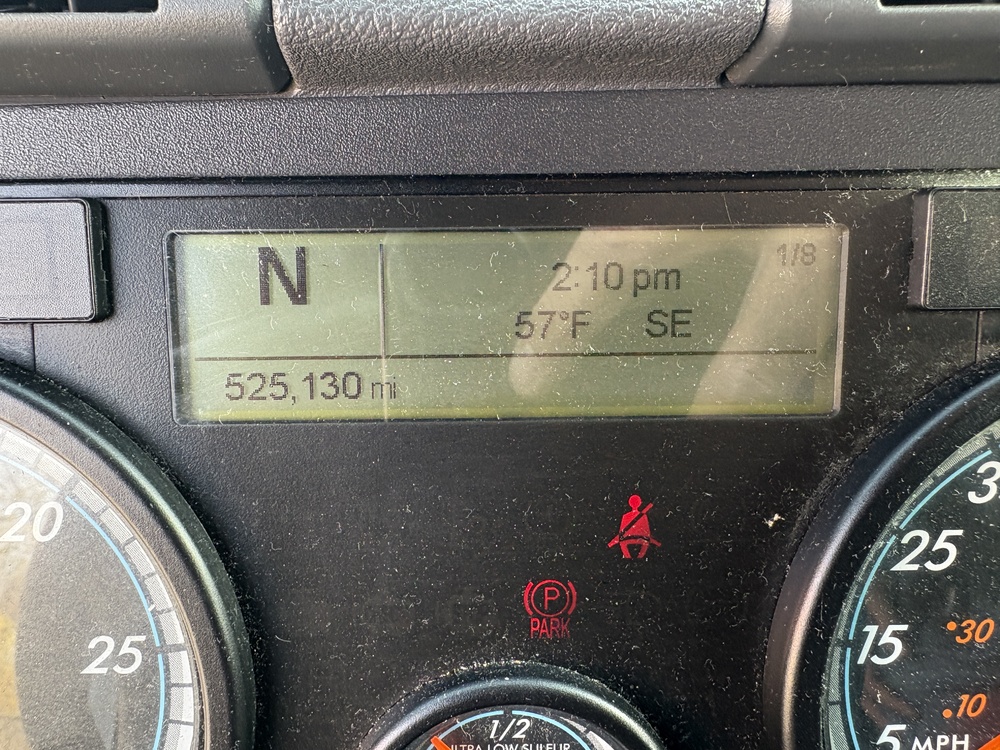 N
1/8
2:10 pm
57°F SE
525,130 mi
20
25
P
PARK
1/2
ULTRA LOW SULFUR
25
15
30
10
5 MPH